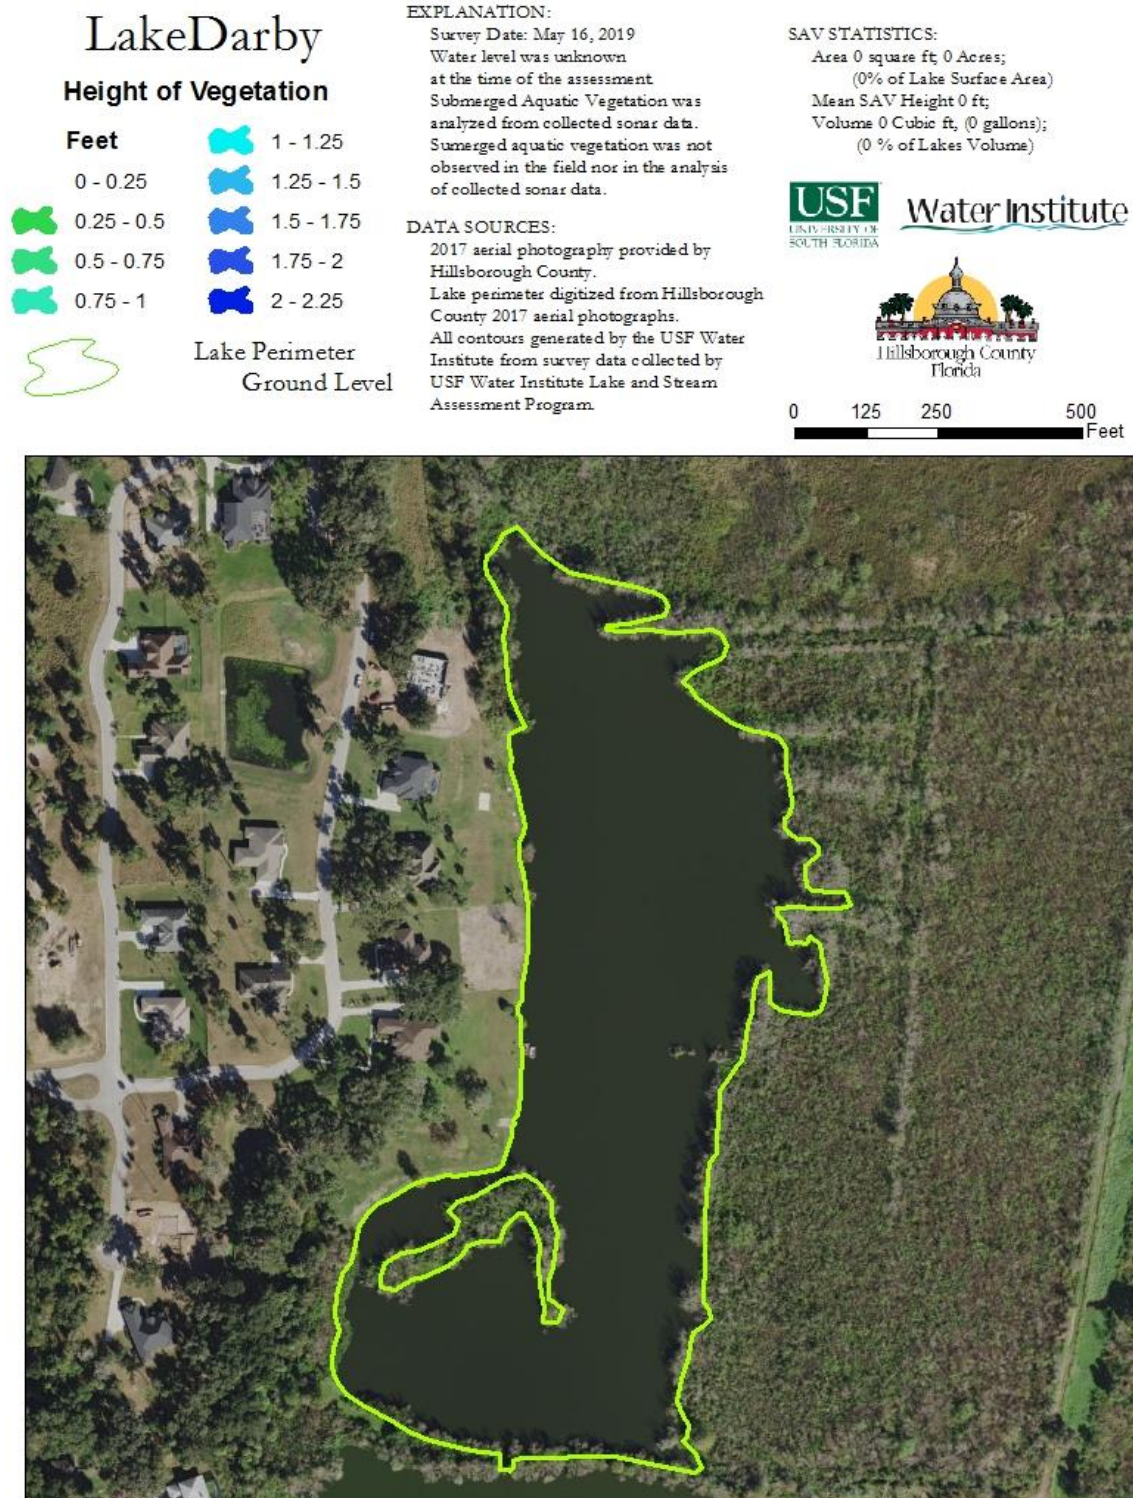 LakeDarby
Height of Vegetation
Feet
0 - 0.25
0.25 - 0.5
0.5 - 0.75
0.75 - 1
1 - 1.25
1.25 - 1.5
1.5 - 1.75
1.75 - 2
2 - 2.25
Lake Perimeter
Ground Level
EXPLANATION:
Survey Date: May 16, 2019
Water level was unknown
at the time of the assessment.
Submerged Aquatic Vegetation was
analyzed from collected sonar data.
Sumerged aquatic vegetation was not
observed in the field nor in the analysis
of collected sonar data.
DATA SOURCES:
2017 aerial photography provided by
Hillsborough County.
Lake perimeter digitized from Hillsborough
County 2017 aerial photographs.
All contours generated by the USF Water
Institute from survey data collected by
USF Water Institute Lake and Stream
Assessment Program.
SAV STATISTICS:
Area 0 square ft, 0 Acres;
(0% of Lake Surface Area)
Mean SAV Height 0 ft;
Volume 0 Cubic ft, (0 gallons);
(0 % of Lakes Volume)
USF
UNIVERSITY OF
SOUTH FLORIDA
Water Institute
Hillsborough County
Florida
0 125 250 500
Feet